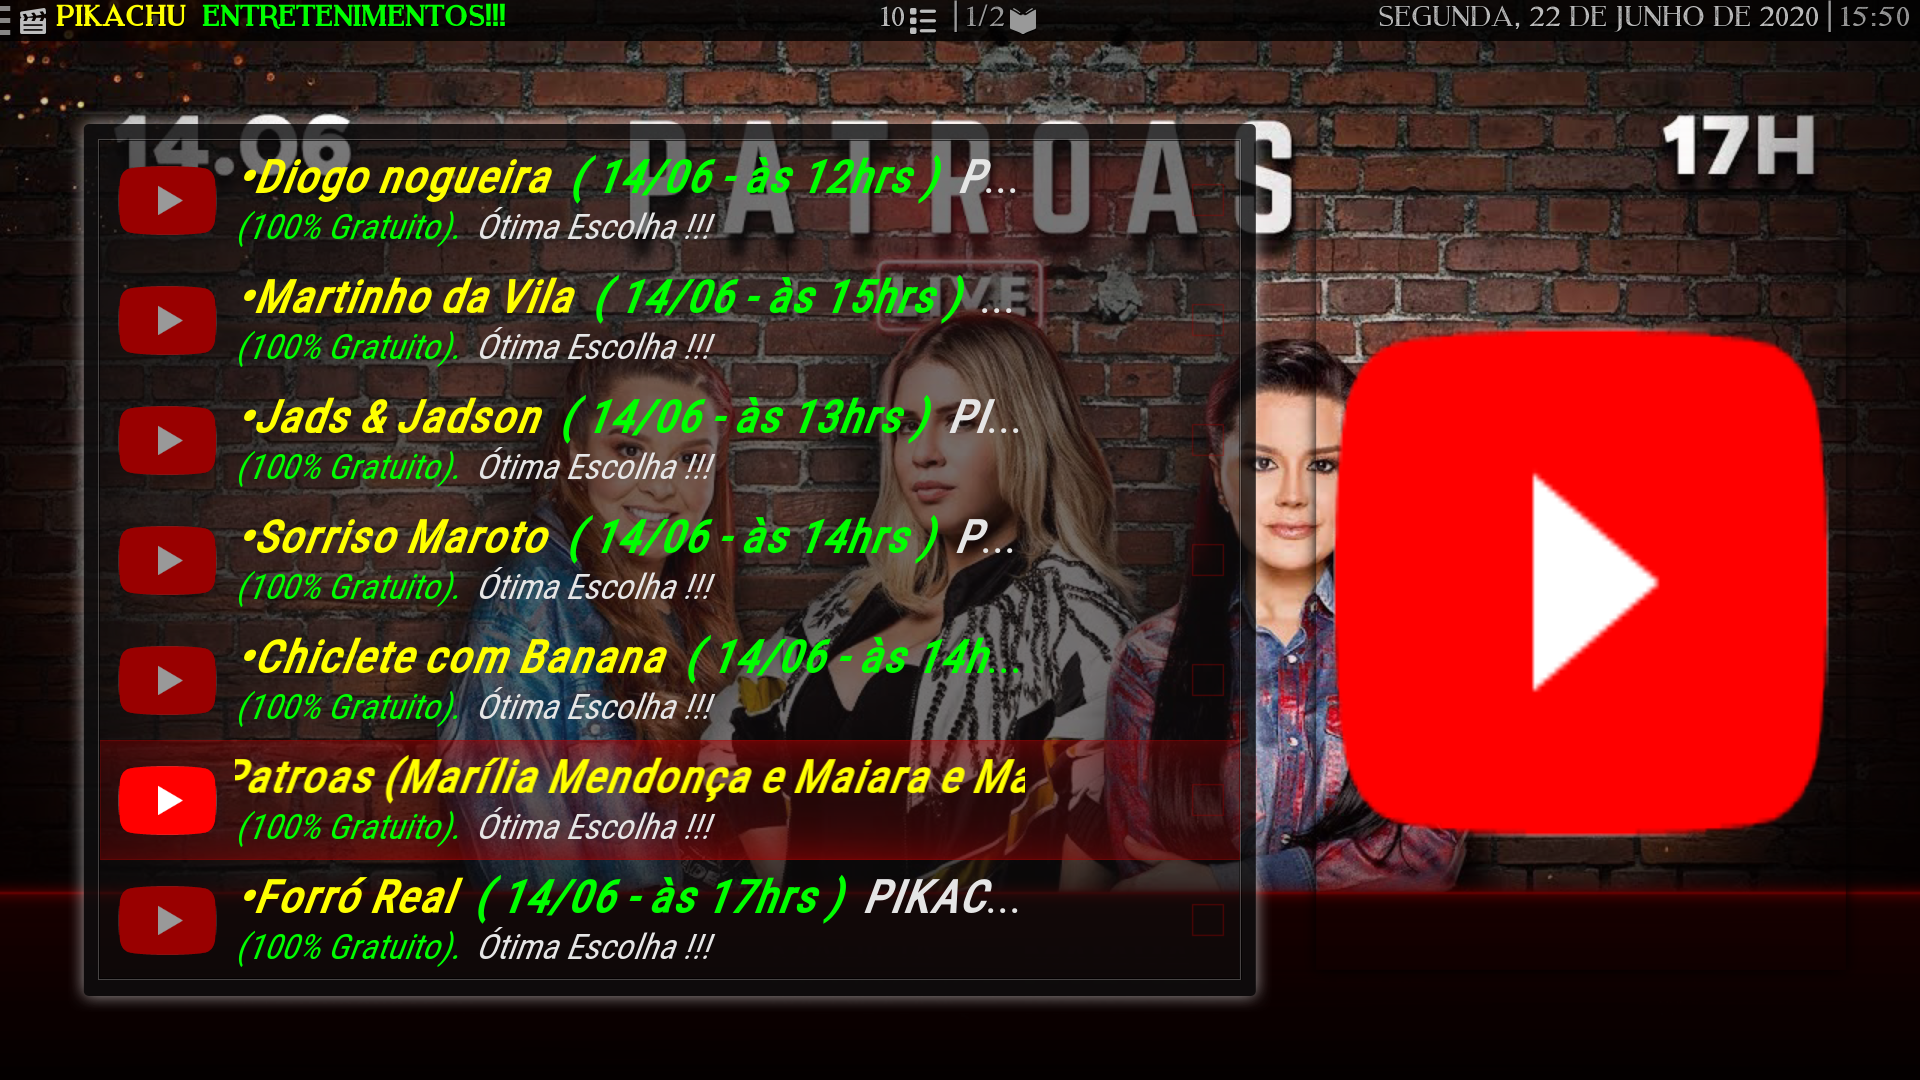 PIKACHU ENTRETENIMENTOS!!!
10 | 1/2
SEGUNDA, 22 DE JUNHO DE 2020 | 15:50
14.06
PATROAS
17H
LIVE
•Diogo nogueira ( 14/06 - às 12hrs ) P...
(100% Gratuito). Ótima Escolha !!!
•Martinho da Vila ( 14/06 - às 15hrs ) ...
(100% Gratuito). Ótima Escolha !!!
•Jads & Jadson ( 14/06 - às 13hrs ) PI...
(100% Gratuito). Ótima Escolha !!!
•Sorriso Maroto ( 14/06 - às 14hrs ) P...
(100% Gratuito). Ótima Escolha !!!
•Chiclete com Banana ( 14/06 - às 14h...
(100% Gratuito). Ótima Escolha !!!
Patroas (Marília Mendonça e Maiara e Ma
(100% Gratuito). Ótima Escolha !!!
•Forró Real ( 14/06 - às 17hrs ) PIKAC...
(100% Gratuito). Ótima Escolha !!!